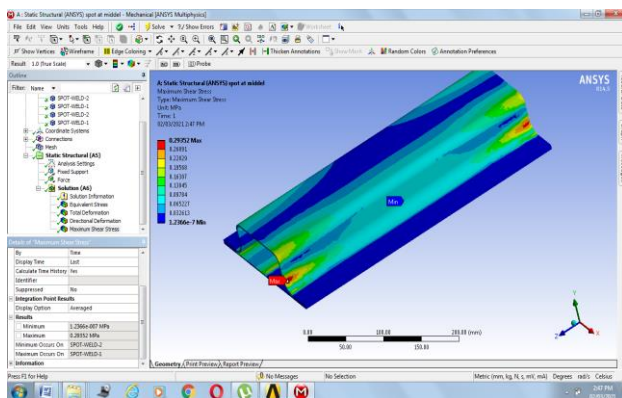 A : Static Structural (ANSYS) spot at middel - Mechanical [ANSYS Multiphysics]
File Edit View Units Tools Help Solve ?/Show Errors Worksheet
Show Vertices Wireframe Edge Coloring Thicken Annotations Show Mesh Random Colors Annotation Preferences
Result 1.0 (True Scale) Probe
Outline
Filter: Name
SPOT-WELD-2
SPOT-WELD-1
SPOT-WELD-2
SPOT-WELD-1
Coordinate Systems
Connections
Mesh
Static Structural (A5)
Analysis Settings
Fixed Support
Force
Solution (A6)
Solution Information
Equivalent Stress
Total Deformation
Directional Deformation
Maximum Shear Stress
Details of "Maximum Shear Stress"
By Time
Display Time Last
Calculate Time History Yes
Identifier
Suppressed No
Integration Point Results
Display Option Averaged
Results
Minimum 1.2366e-007 MPa
Maximum 0.29352 MPa
Minimum Occurs On SPOT-WELD-2
Maximum Occurs On SPOT-WELD-1
Information
A: Static Structural (ANSYS) spot at middel
Maximum Shear Stress
Type: Maximum Shear Stress
Unit: MPa
Time: 1
02/03/2021 2:47 PM
0.29352 Max
0.26091
0.22829
0.19568
0.16307
0.13045
0.09784
0.065227
0.032613
1.2366e-7 Min
ANSYS
Min
Max
0.00 100.00 200.00 (mm)
50.00 150.00
Y
Z
X
Geometry / Print Preview / Report Preview /
Press F1 for Help No Messages No Selection Metric (mm, kg, N, s, mV, mA) Degrees rad/s Celsius
2:47 PM